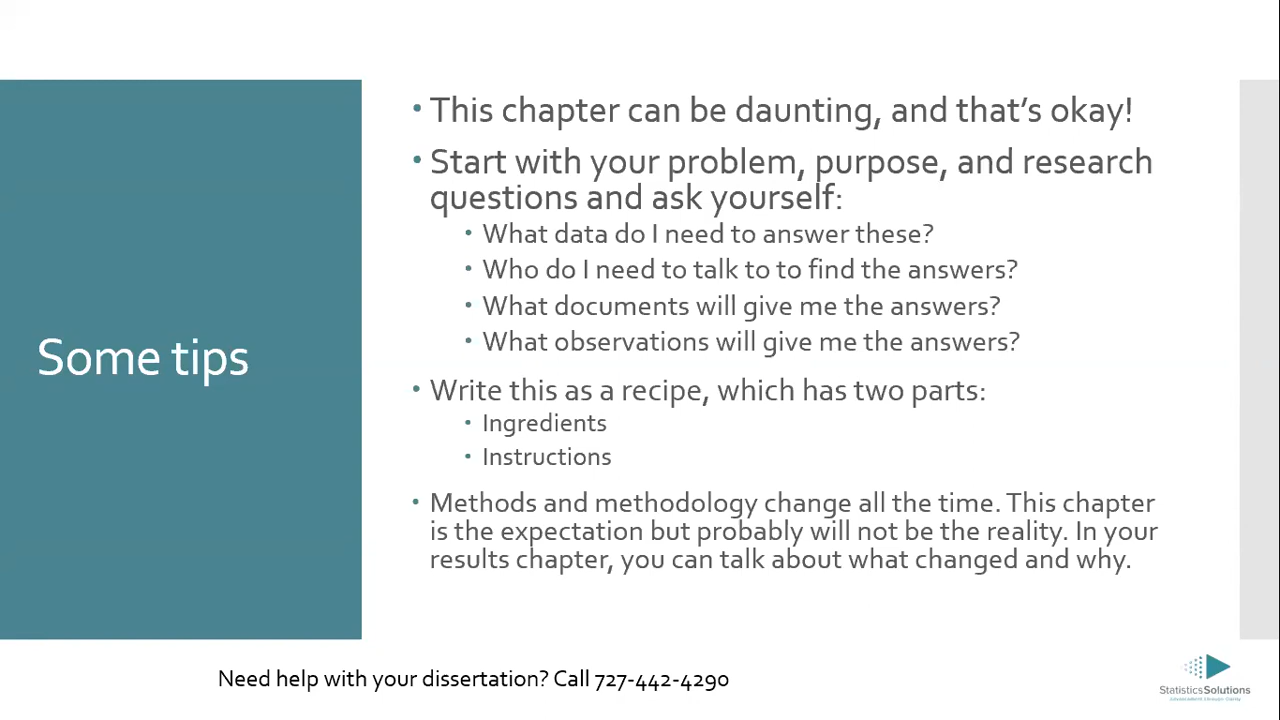 Some tips
• This chapter can be daunting, and that's okay!
• Start with your problem, purpose, and research
questions and ask yourself:
• What data do I need to answer these?
• Who do I need to talk to to find the answers?
• What documents will give me the answers?
• What observations will give me the answers?
• Write this as a recipe, which has two parts:
• Ingredients
• Instructions
• Methods and methodology change all the time. This chapter
is the expectation but probably will not be the reality. In your
results chapter, you can talk about what changed and why.
Need help with your dissertation? Call 727-442-4290
StatisticsSolutions